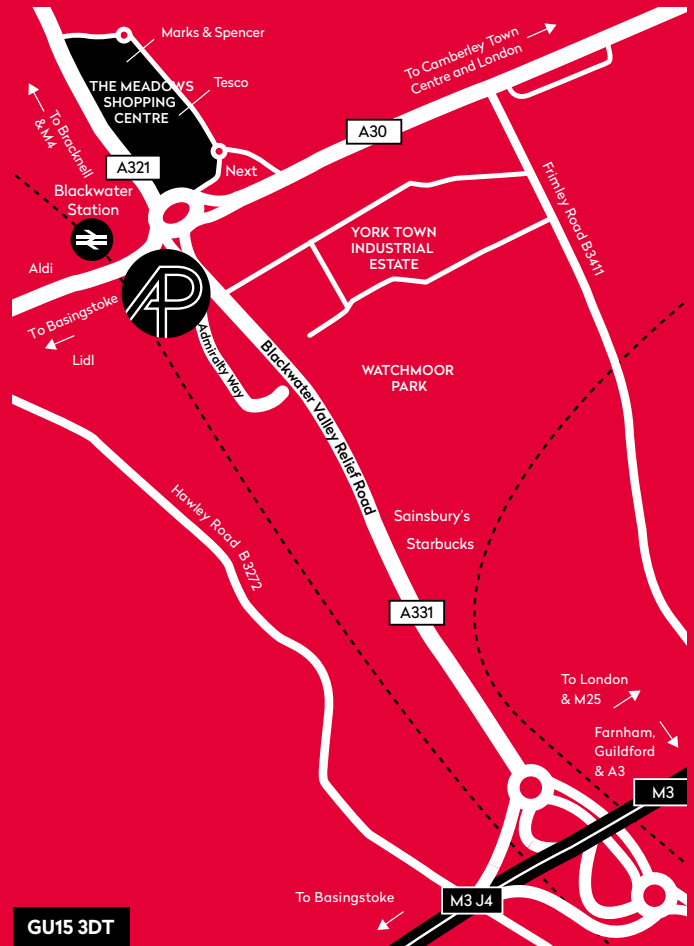 Marks & Spencer
To Camberley Town
Centre and London
THE MEADOWS
SHOPPING
CENTRE
Tesco
To Bracknell
& M4
A30
A321
Next
Blackwater
Station
Frimley Road B3411
YORK TOWN
INDUSTRIAL
ESTATE
Aldi
AP
To Basingstoke
Lidl
Admiralty Way
Blackwater Valley Relief Road
WATCHMOOR
PARK
Hawley Road B3272
Sainsbury's
Starbucks
A331
To London
& M25
Farnham,
Guildford
& A3
M3
To Basingstoke
M3 J4
GU15 3DT